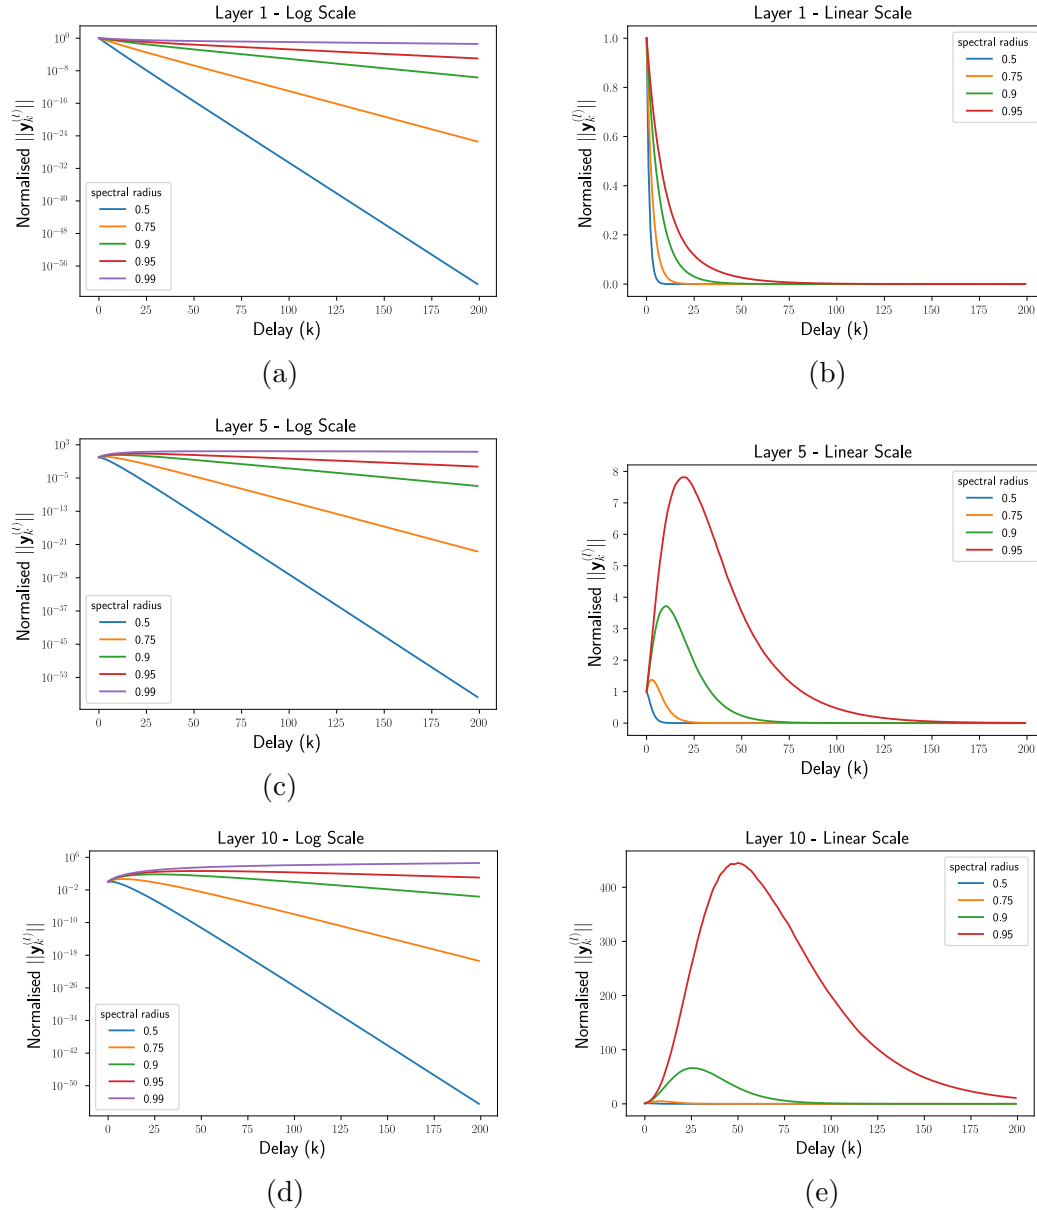 Layer 1 - Log Scale
10^0
10^{-8}
10^{-16}
10^{-24}
10^{-32}
10^{-40}
10^{-48}
10^{-56}
Normalised ||y_k^{(l)}||
spectral radius
0.5
0.75
0.9
0.95
0.99
0 25 50 75 100 125 150 175 200
Delay (k)
(a)
Layer 1 - Linear Scale
1.0
0.8
0.6
0.4
0.2
0.0
Normalised ||y_k^{(l)}||
spectral radius
0.5
0.75
0.9
0.95
0 25 50 75 100 125 150 175 200
Delay (k)
(b)
Layer 5 - Log Scale
10^3
10^{-5}
10^{-13}
10^{-21}
10^{-29}
10^{-37}
10^{-45}
10^{-53}
Normalised ||y_k^{(l)}||
spectral radius
0.5
0.75
0.9
0.95
0.99
0 25 50 75 100 125 150 175 200
Delay (k)
(c)
Layer 5 - Linear Scale
8
7
6
5
4
3
2
1
0
Normalised ||y_k^{(l)}||
spectral radius
0.5
0.75
0.9
0.95
0 25 50 75 100 125 150 175 200
Delay (k)
Layer 10 - Log Scale
10^6
10^{-2}
10^{-10}
10^{-18}
10^{-26}
10^{-34}
10^{-42}
10^{-50}
Normalised ||y_k^{(l)}||
spectral radius
0.5
0.75
0.9
0.95
0.99
0 25 50 75 100 125 150 175 200
Delay (k)
(d)
Layer 10 - Linear Scale
400
300
200
100
0
Normalised ||y_k^{(l)}||
spectral radius
0.5
0.75
0.9
0.95
0 25 50 75 100 125 150 175 200
Delay (k)
(e)